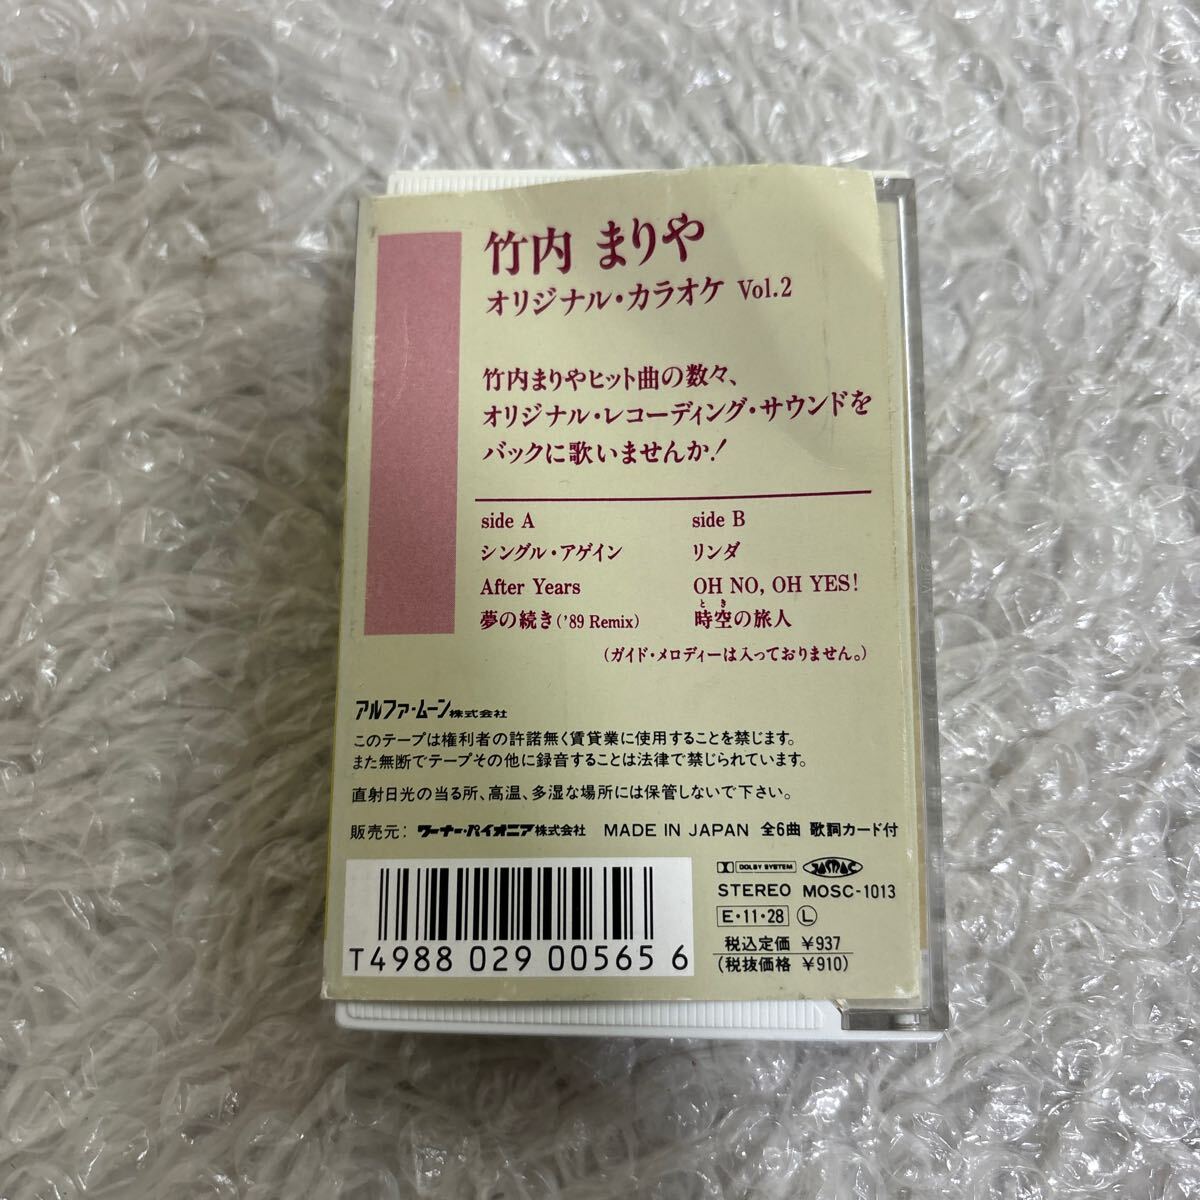 竹内 まりや
オリジナル・カラオケ Vol.2
竹内まりやヒット曲の数々、
オリジナル・レコーディング・サウンドを
バックに歌いませんか!
side A
シングル・アゲイン
After Years
夢の続き('89 Remix)
side B
リンダ
OH NO, OH YES!
とき
時空の旅人
(ガイド・メロディーは入っておりません。)
アルファ・ムーン株式会社
このテープは権利者の許諾無く賃貸業に使用することを禁じます。
また無断でテープその他に録音することは法律で禁じられています。
直射日光の当る所、高温、多湿な場所には保管しないで下さい。
販売元: ワーナー・パイオニア株式会社 MADE IN JAPAN 全6曲 歌詞カード付
DOLBY SYSTEM JASRAC
STEREO MOSC-1013
E・11・28 L
税込定価 ¥937
(税抜価格 ¥910)
T4988 029 00565 6